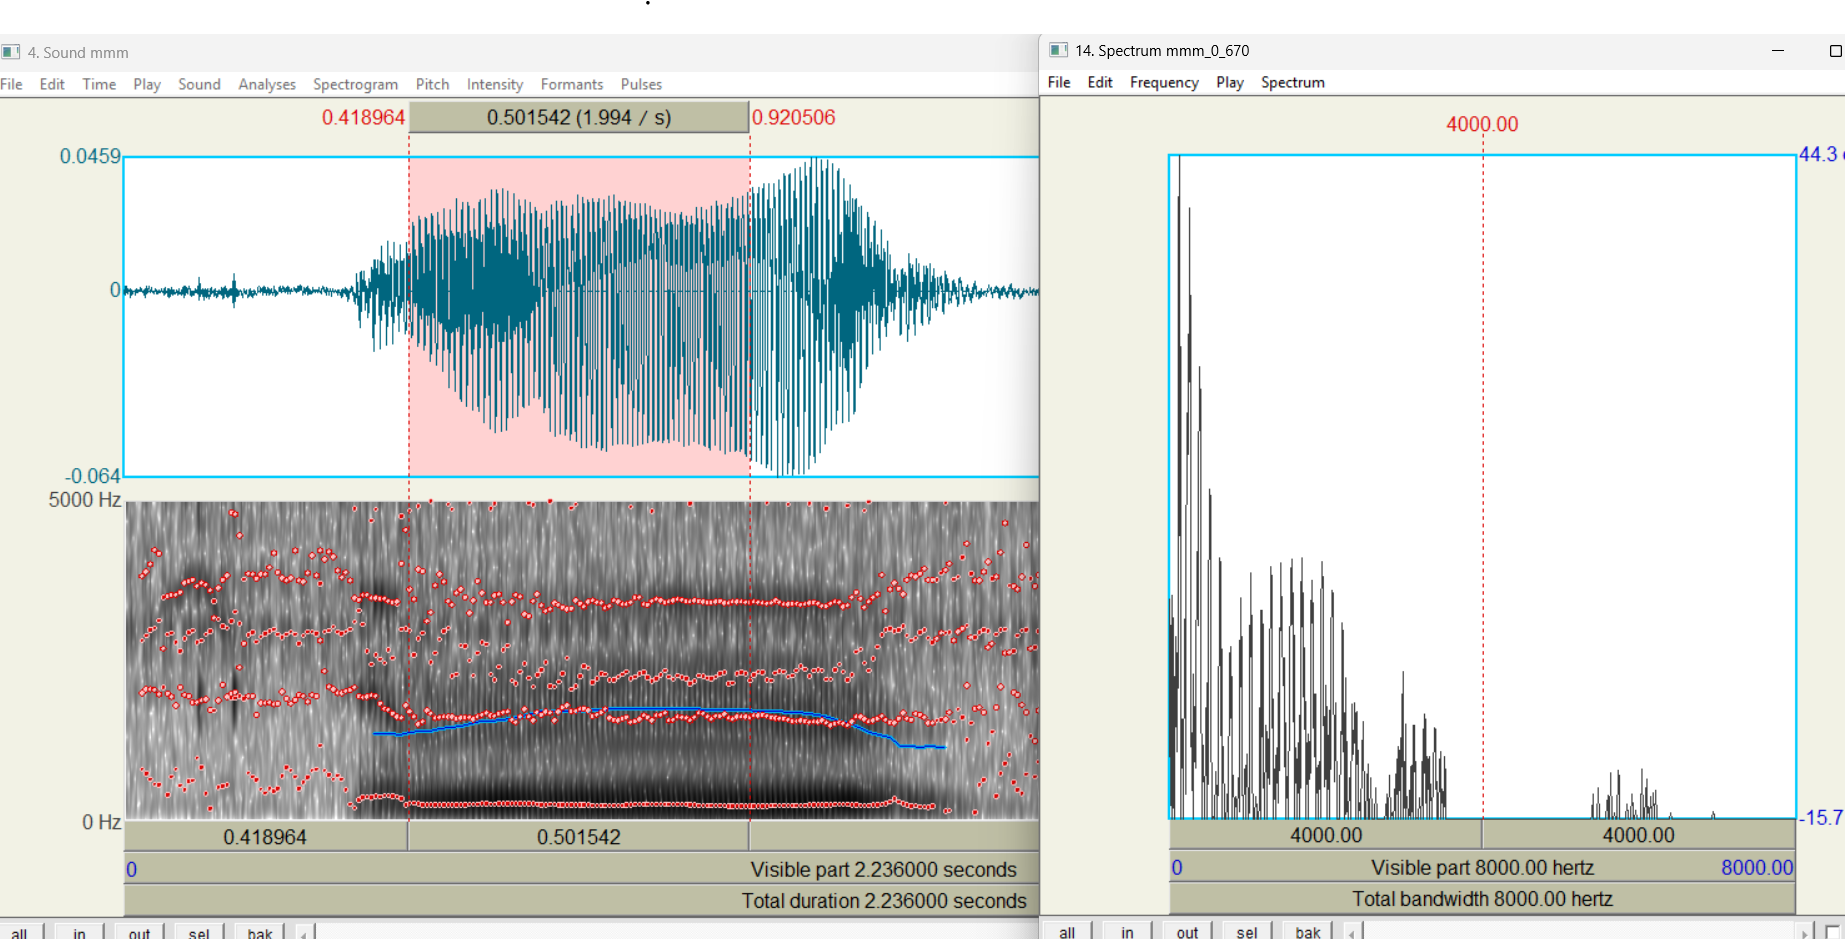 4. Sound mmm
File Edit Time Play Sound Analyses Spectrogram Pitch Intensity Formants Pulses
0.418964 0.501542 (1.994 / s) 0.920506
0.0459
0
-0.064
5000 Hz
0 Hz
0.418964 0.501542
0 Visible part 2.236000 seconds
Total duration 2.236000 seconds
all in out sel bak
14. Spectrum mmm_0_670
File Edit Frequency Play Spectrum
4000.00
44.3
-15.7
4000.00 4000.00
0 Visible part 8000.00 hertz 8000.00
Total bandwidth 8000.00 hertz
all in out sel bak